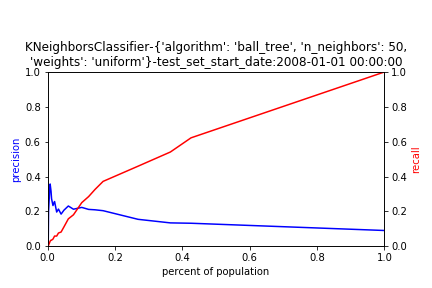 KNeighborsClassifier-{'algorithm': 'ball_tree', 'n_neighbors': 50,
'weights': 'uniform'}-test_set_start_date:2008-01-01 00:00:00
1.0
1.0
0.8
0.8
0.6
0.6
precision
recall
0.4
0.4
0.2
0.2
0.0
0.0
0.0 0.2 0.4 0.6 0.8 1.0
percent of population